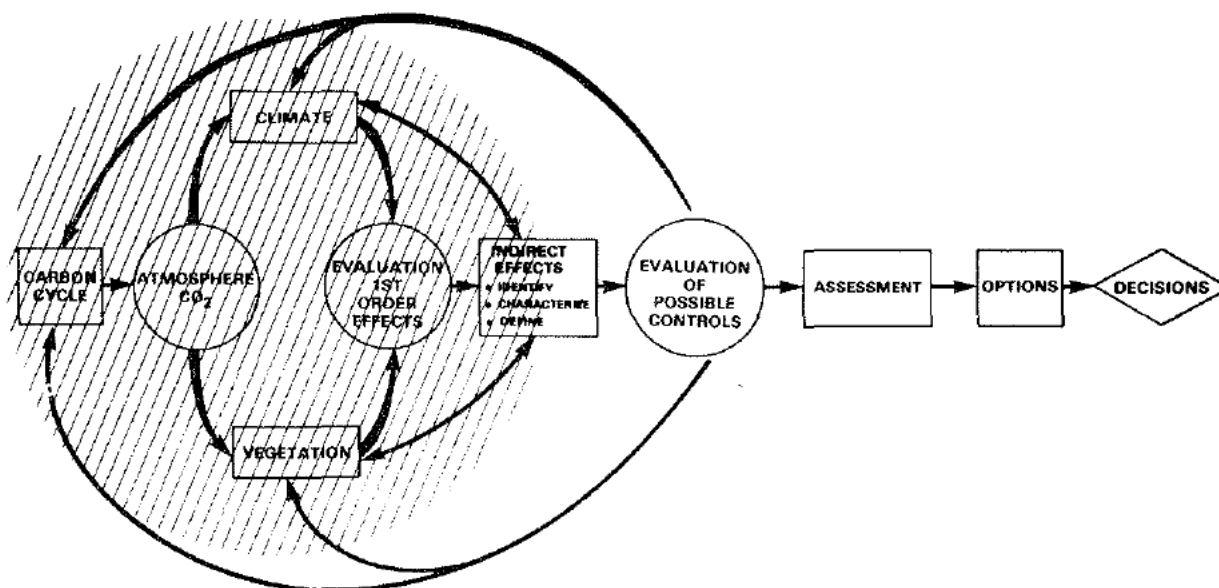 CLIMATE
CARBON
CYCLE
ATMOSPHERE
CØ2
EVALUATION
1ST
ORDER
EFFECTS
INDIRECT
EFFECTS
• IDENTIFY
• CHARACTERIZE
• DEFINE
EVALUATION
OF
POSSIBLE
CONTROLS
ASSESSMENT
OPTIONS
DECISIONS
VEGETATION